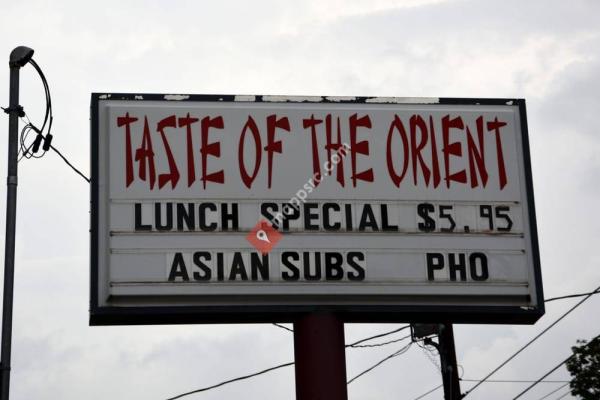 TASTE OF THE ORIENT
LUNCH SPECIAL $5.95
ASIAN SUBS PHO